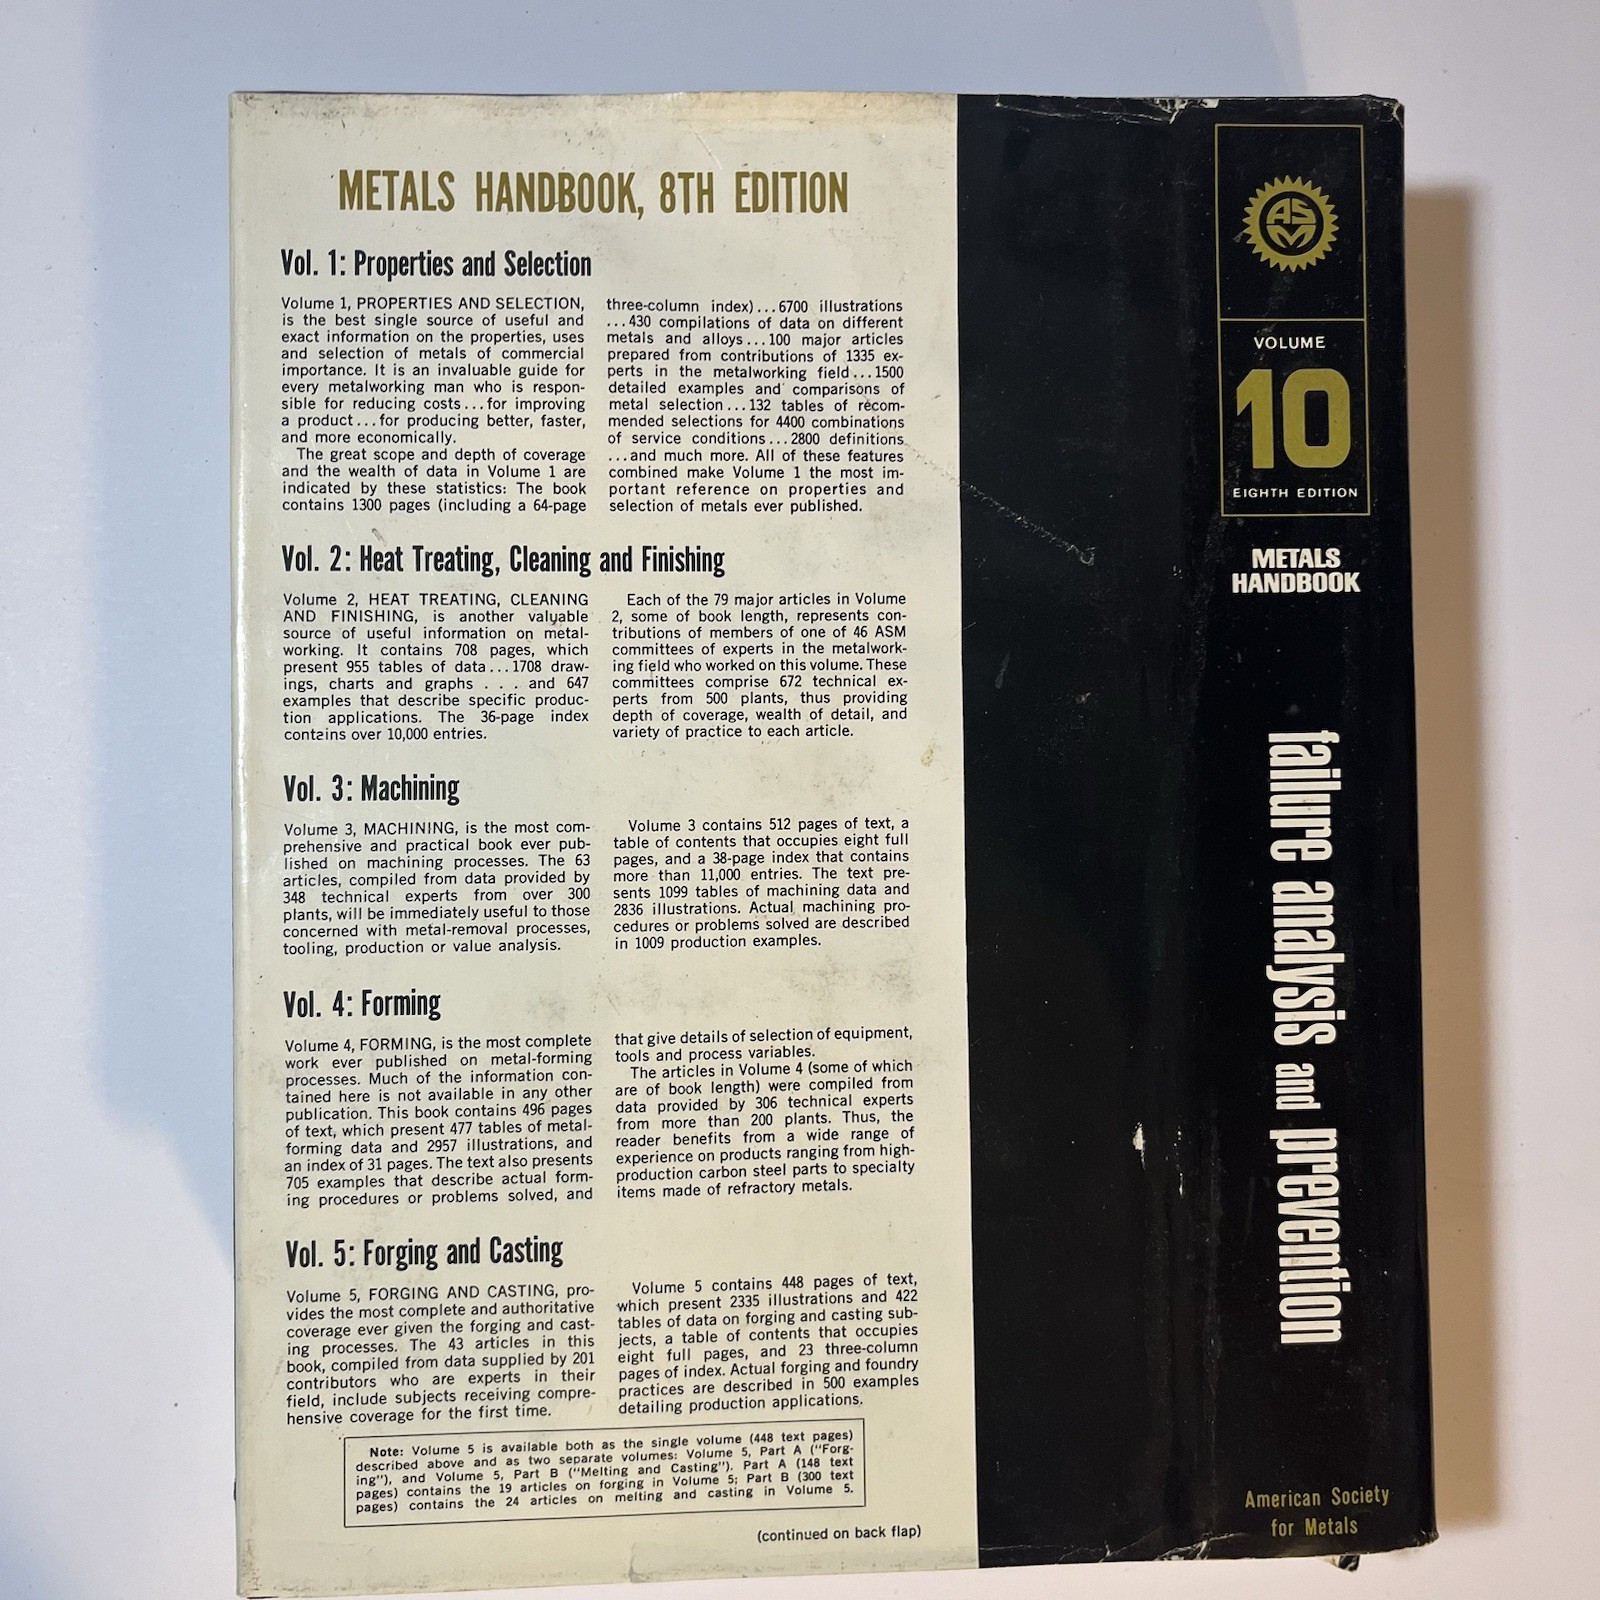 METALS HANDBOOK, 8TH EDITION
Vol. 1: Properties and Selection
Volume 1, PROPERTIES AND SELECTION,
is the best single source of useful and
exact information on the properties, uses
and selection of metals of commercial
importance. It is an invaluable guide for
every metalworking man who is respon-
sible for reducing costs...for improving
a product...for producing better, faster,
and more economically.
The great scope and depth of coverage
and the wealth of data in Volume 1 are
indicated by these statistics: The book
contains 1300 pages (including a 64-page
three-column index)...6700 illustrations
...430 compilations of data on different
metals and alloys...100 major articles
prepared from contributions of 1335 ex-
perts in the metalworking field...1500
detailed examples and comparisons of
metal selection...132 tables of recom-
mended selections for 4400 combinations
of service conditions...2800 definitions
...and much more. All of these features
combined make Volume 1 the most im-
portant reference on properties and
selection of metals ever published.
Vol. 2: Heat Treating, Cleaning and Finishing
Volume 2, HEAT TREATING, CLEANING
AND FINISHING, is another valuable
source of useful information on metal-
working. It contains 708 pages, which
present 955 tables of data...1708 draw-
ings, charts and graphs . . . and 647
examples that describe specific produc-
tion applications. The 36-page index
contains over 10,000 entries.
Each of the 79 major articles in Volume
2, some of book length, represents con-
tributions of members of one of 46 ASM
committees of experts in the metalwork-
ing field who worked on this volume. These
committees comprise 672 technical ex-
perts from 500 plants, thus providing
depth of coverage, wealth of detail, and
variety of practice to each article.
Vol. 3: Machining
Volume 3, MACHINING, is the most com-
prehensive and practical book ever pub-
lished on machining processes. The 63
articles, compiled from data provided by
348 technical experts from over 300
plants, will be immediately useful to those
concerned with metal-removal processes,
tooling, production or value analysis.
Volume 3 contains 512 pages of text, a
table of contents that occupies eight full
pages, and a 38-page index that contains
more than 11,000 entries. The text pre-
sents 1099 tables of machining data and
2836 illustrations. Actual machining pro-
cedures or problems solved are described
in 1009 production examples.
Vol. 4: Forming
Volume 4, FORMING, is the most complete
work ever published on metal-forming
processes. Much of the information con-
tained here is not available in any other
publication. This book contains 496 pages
of text, which present 477 tables of metal-
forming data and 2957 illustrations, and
an index of 31 pages. The text also presents
705 examples that describe actual form-
ing procedures or problems solved, and
that give details of selection of equipment,
tools and process variables.
The articles in Volume 4 (some of which
are of book length) were compiled from
data provided by 306 technical experts
from more than 200 plants. Thus, the
reader benefits from a wide range of
experience on products ranging from high-
production carbon steel parts to specialty
items made of refractory metals.
Vol. 5: Forging and Casting
Volume 5, FORGING AND CASTING, pro-
vides the most complete and authoritative
coverage ever given the forging and cast-
ing processes. The 43 articles in this
book, compiled from data supplied by 201
contributors who are experts in their
field, include subjects receiving compre-
hensive coverage for the first time.
Volume 5 contains 448 pages of text,
which present 2335 illustrations and 422
tables of data on forging and casting sub-
jects, a table of contents that occupies
eight full pages, and 23 three-column
pages of index. Actual forging and foundry
practices are described in 500 examples
detailing production applications.
Note: Volume 5 is available both as the single volume (448 text pages)
described above and as two separate volumes: Volume 5, Part A ("Forg-
ing"), and Volume 5, Part B ("Melting and Casting"). Part A (148 text
pages) contains the 19 articles on forging in Volume 5; Part B (300 text
pages) contains the 24 articles on melting and casting in Volume 5.
(continued on back flap)
ASM
VOLUME
10
EIGHTH EDITION
METALS
HANDBOOK
failure analysis and prevention
American Society
for Metals